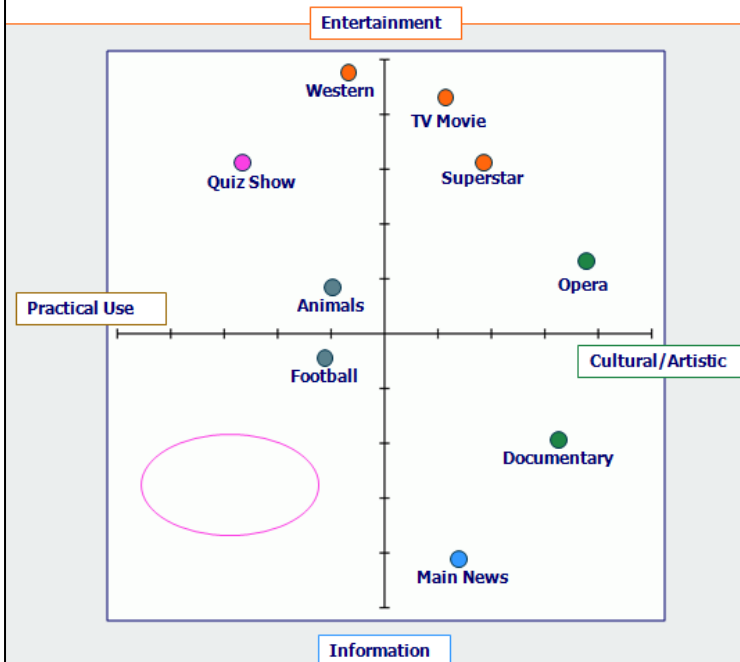 Entertainment
Western
TV Movie
Quiz Show
Superstar
Opera
Animals
Practical Use
Cultural/Artistic
Football
Documentary
Main News
Information